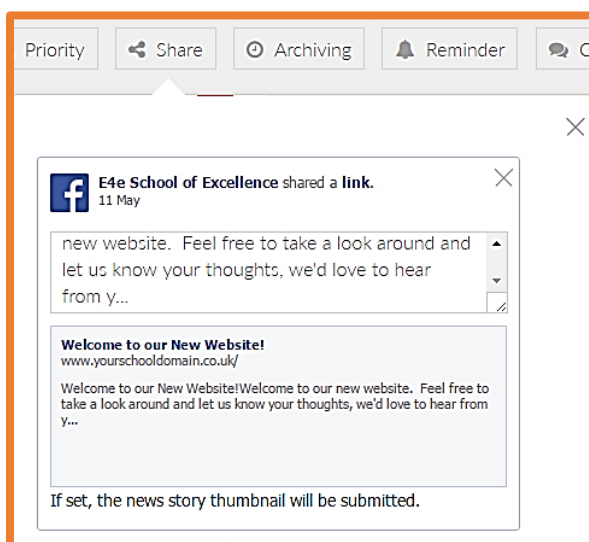 Priority Share Archiving Reminder
E4e School of Excellence shared a link.
11 May
new website. Feel free to take a look around and
let us know your thoughts, we'd love to hear
from y...
Welcome to our New Website!
www.yourschooldomain.co.uk/
Welcome to our New Website!Welcome to our new website. Feel free to
take a look around and let us know your thoughts, we'd love to hear from
y...
If set, the news story thumbnail will be submitted.